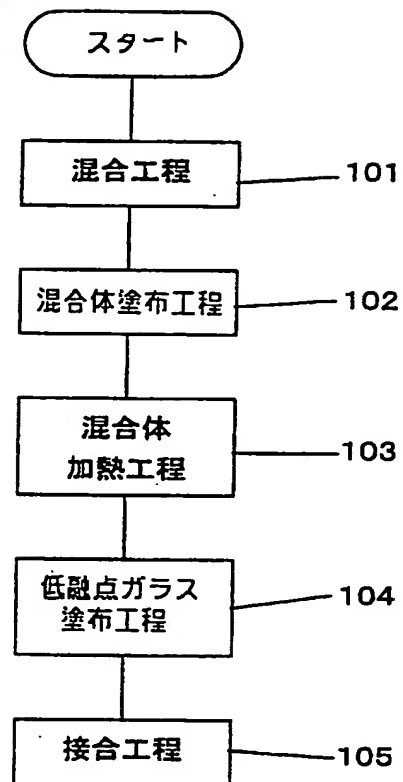 スタート
混合工程
101
混合体塗布工程
102
混合体
加熱工程
103
低融点ガラス
塗布工程
104
接合工程
105